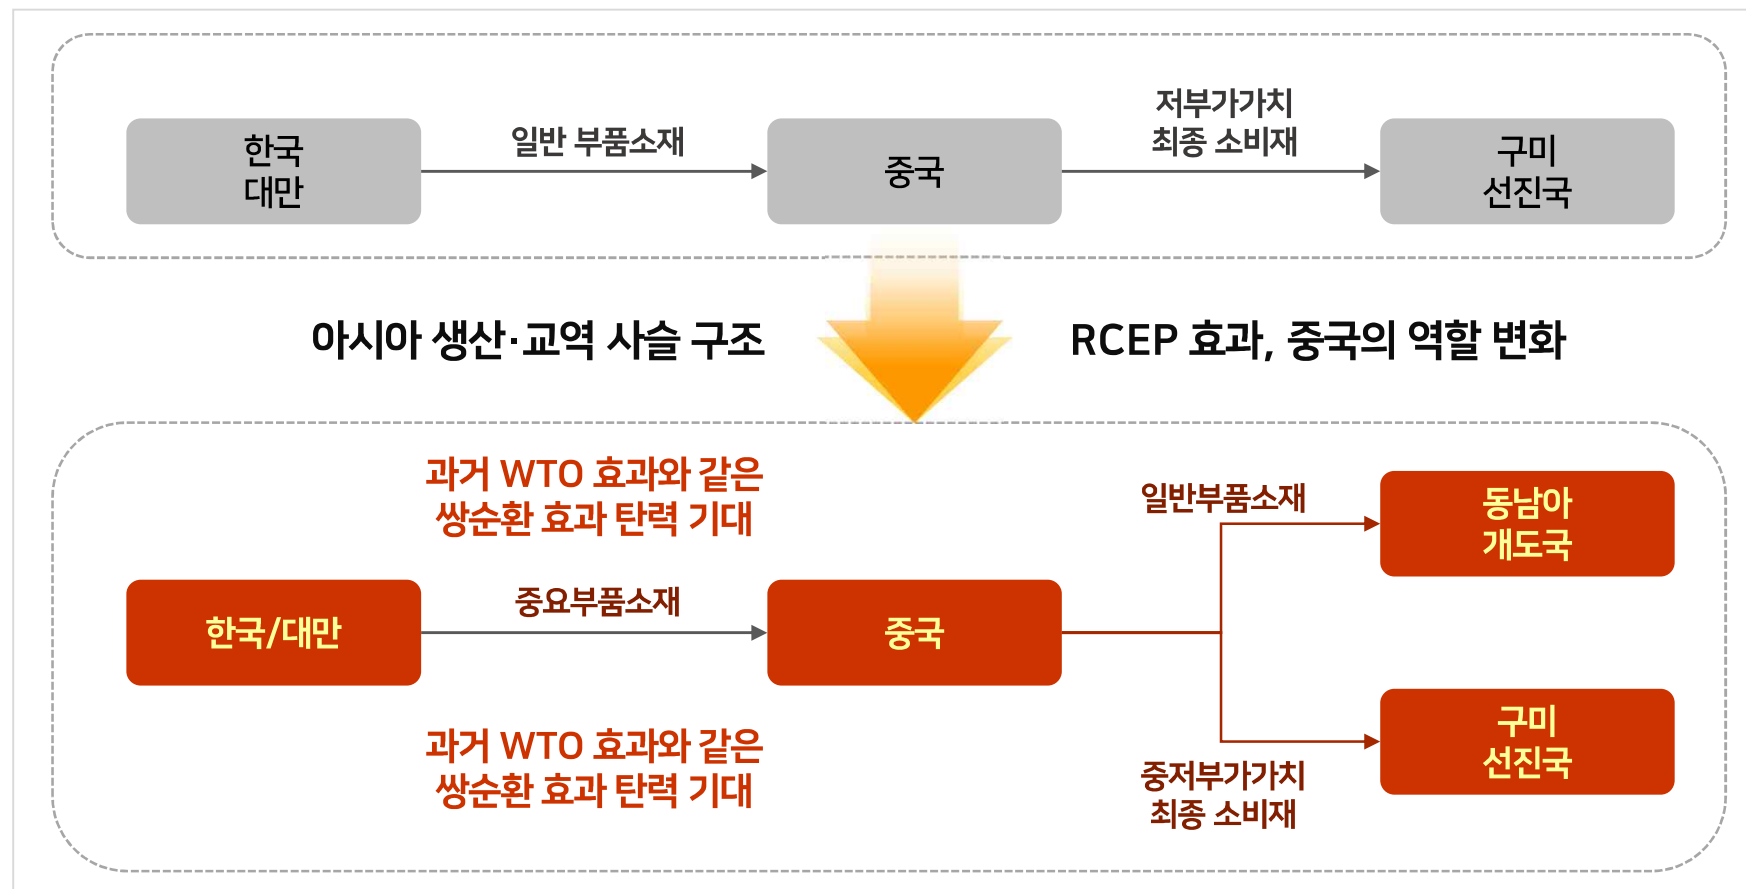 한국
대만
일반 부품소재
중국
저부가가치
최종 소비재
구미
선진국
아시아 생산·교역 사슬 구조
RCEP 효과, 중국의 역할 변화
과거 WTO 효과와 같은
쌍순환 효과 탄력 기대
한국/대만
중요부품소재
중국
일반부품소재
동남아
개도국
과거 WTO 효과와 같은
쌍순환 효과 탄력 기대
중저부가가치
최종 소비재
구미
선진국